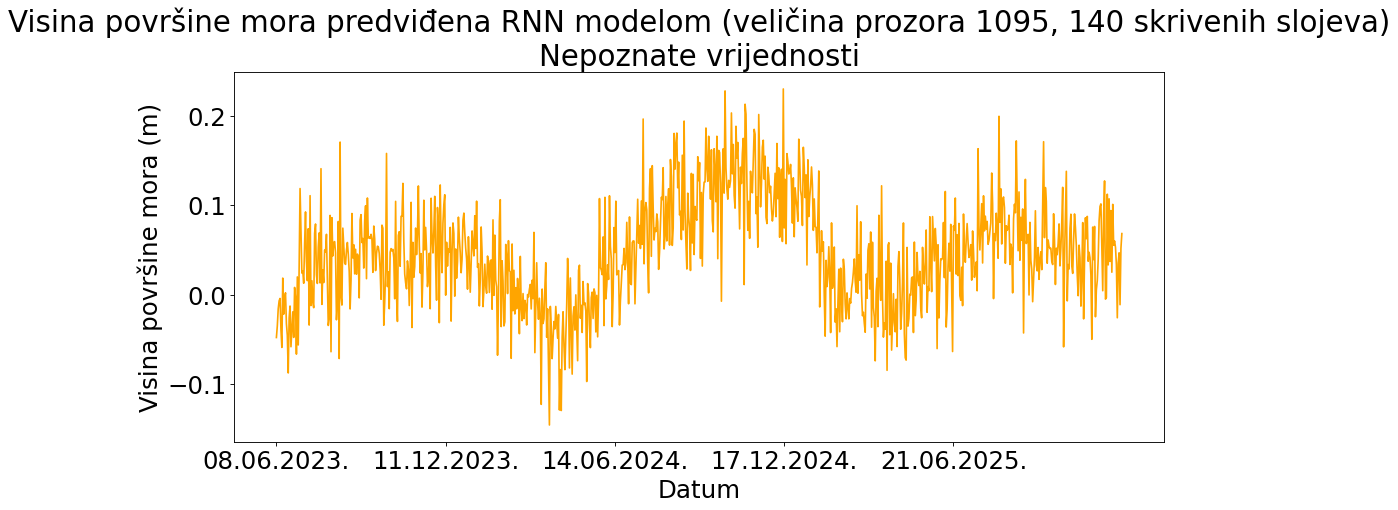 Visina površine mora predviđena RNN modelom (veličina prozora 1095, 140 skrivenih slojeva)
Nepoznate vrijednosti
Visina površine mora (m)
0.2
0.1
0.0
−0.1
08.06.2023. 11.12.2023. 14.06.2024. 17.12.2024. 21.06.2025.
Datum